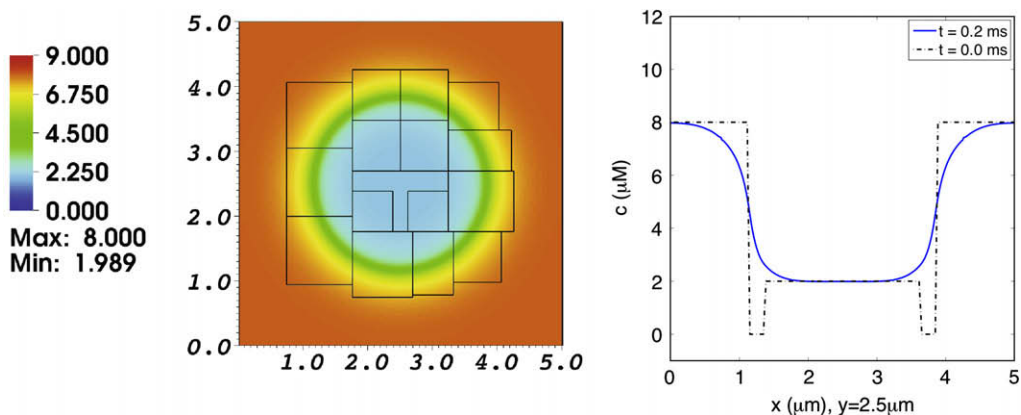 9.000
6.750
4.500
2.250
0.000
Max: 8.000
Min: 1.989
5.0
4.0
3.0
2.0
1.0
0.0
1.0 2.0 3.0 4.0 5.0
12
10
8
6
4
2
0
c (μM)
t = 0.2 ms
t = 0.0 ms
0 1 2 3 4 5
x (μm), y=2.5μm